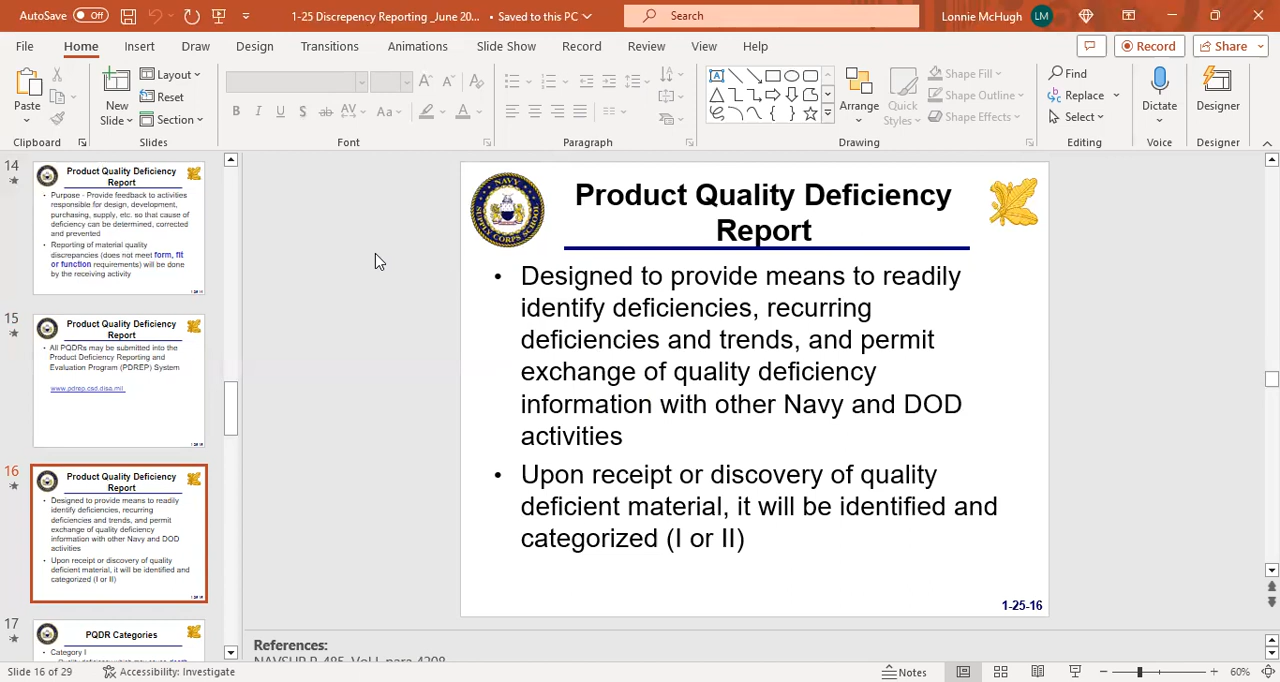 AutoSave Off
1-25 Discrepency Reporting _June 20... • Saved to this PC
Search
Lonnie McHugh LM
File Home Insert Draw Design Transitions Animations Slide Show Record Review View Help
Record Share
Paste
Clipboard
New
Slide
Layout
Reset
Section
Slides
B I U S ab AV Aa A
Font
Paragraph
Arrange
Quick
Styles
Shape Fill
Shape Outline
Shape Effects
Drawing
Find
Replace
Select
Editing
Dictate
Voice
Designer
Designer
14
Product Quality Deficiency
Report
• Purpose - Provide feedback to activities
responsible for design, development,
purchasing, supply, etc. so that cause of
deficiency can be determined, corrected
and prevented
• Reporting of material quality
discrepancies (does not meet form, fit
or function requirements) will be done
by the receiving activity
15
Product Quality Deficiency
Report
• All PQDRs may be submitted into the
Product Deficiency Reporting and
Evaluation Program (PDREP) System
www.pdrep.csd.disa.mil
16
Product Quality Deficiency
Report
• Designed to provide means to readily
identify deficiencies, recurring
deficiencies and trends, and permit
exchange of quality deficiency
information with other Navy and DOD
activities
• Upon receipt or discovery of quality
deficient material, it will be identified and
categorized (I or II)
17
PQDR Categories
• Category I
NAVY
SUPPLY CORPS SCHOOL
Product Quality Deficiency
Report
• Designed to provide means to readily
identify deficiencies, recurring
deficiencies and trends, and permit
exchange of quality deficiency
information with other Navy and DOD
activities
• Upon receipt or discovery of quality
deficient material, it will be identified and
categorized (I or II)
1-25-16
References:
NAVSUP P-485, Vol I, para 4208
Slide 16 of 29
Accessibility: Investigate
Notes
60%